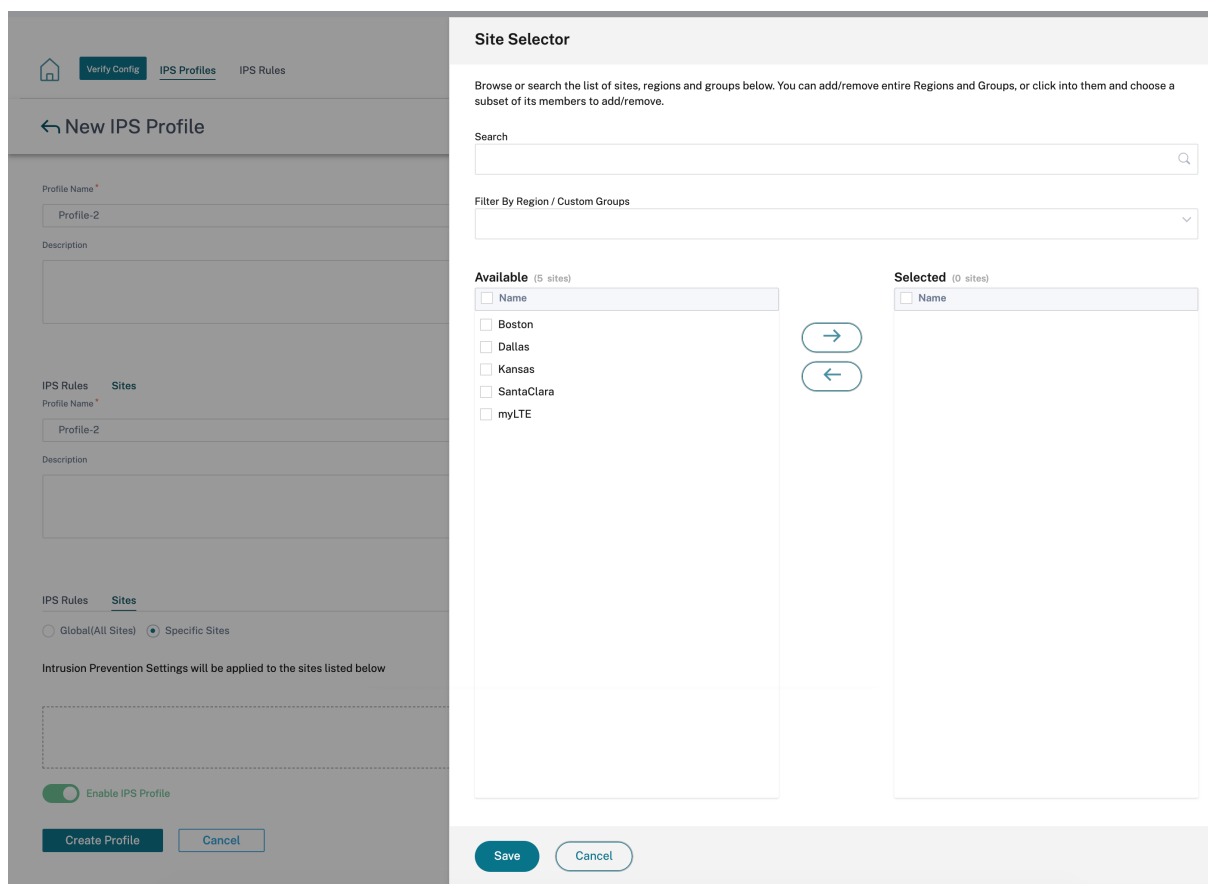 Verify Config IPS Profiles IPS Rules
New IPS Profile
Profile Name *
Profile-2
Description
IPS Rules Sites
Profile Name *
Profile-2
Description
IPS Rules Sites
Global(All Sites) Specific Sites
Intrusion Prevention Settings will be applied to the sites listed below
Enable IPS Profile
Create Profile Cancel
Site Selector
Browse or search the list of sites, regions and groups below. You can add/remove entire Regions and Groups, or click into them and choose a
subset of its members to add/remove.
Search
Filter By Region / Custom Groups
Available (5 sites) Selected (0 sites)
Name Name
Boston
Dallas
Kansas
SantaClara
myLTE
Save Cancel